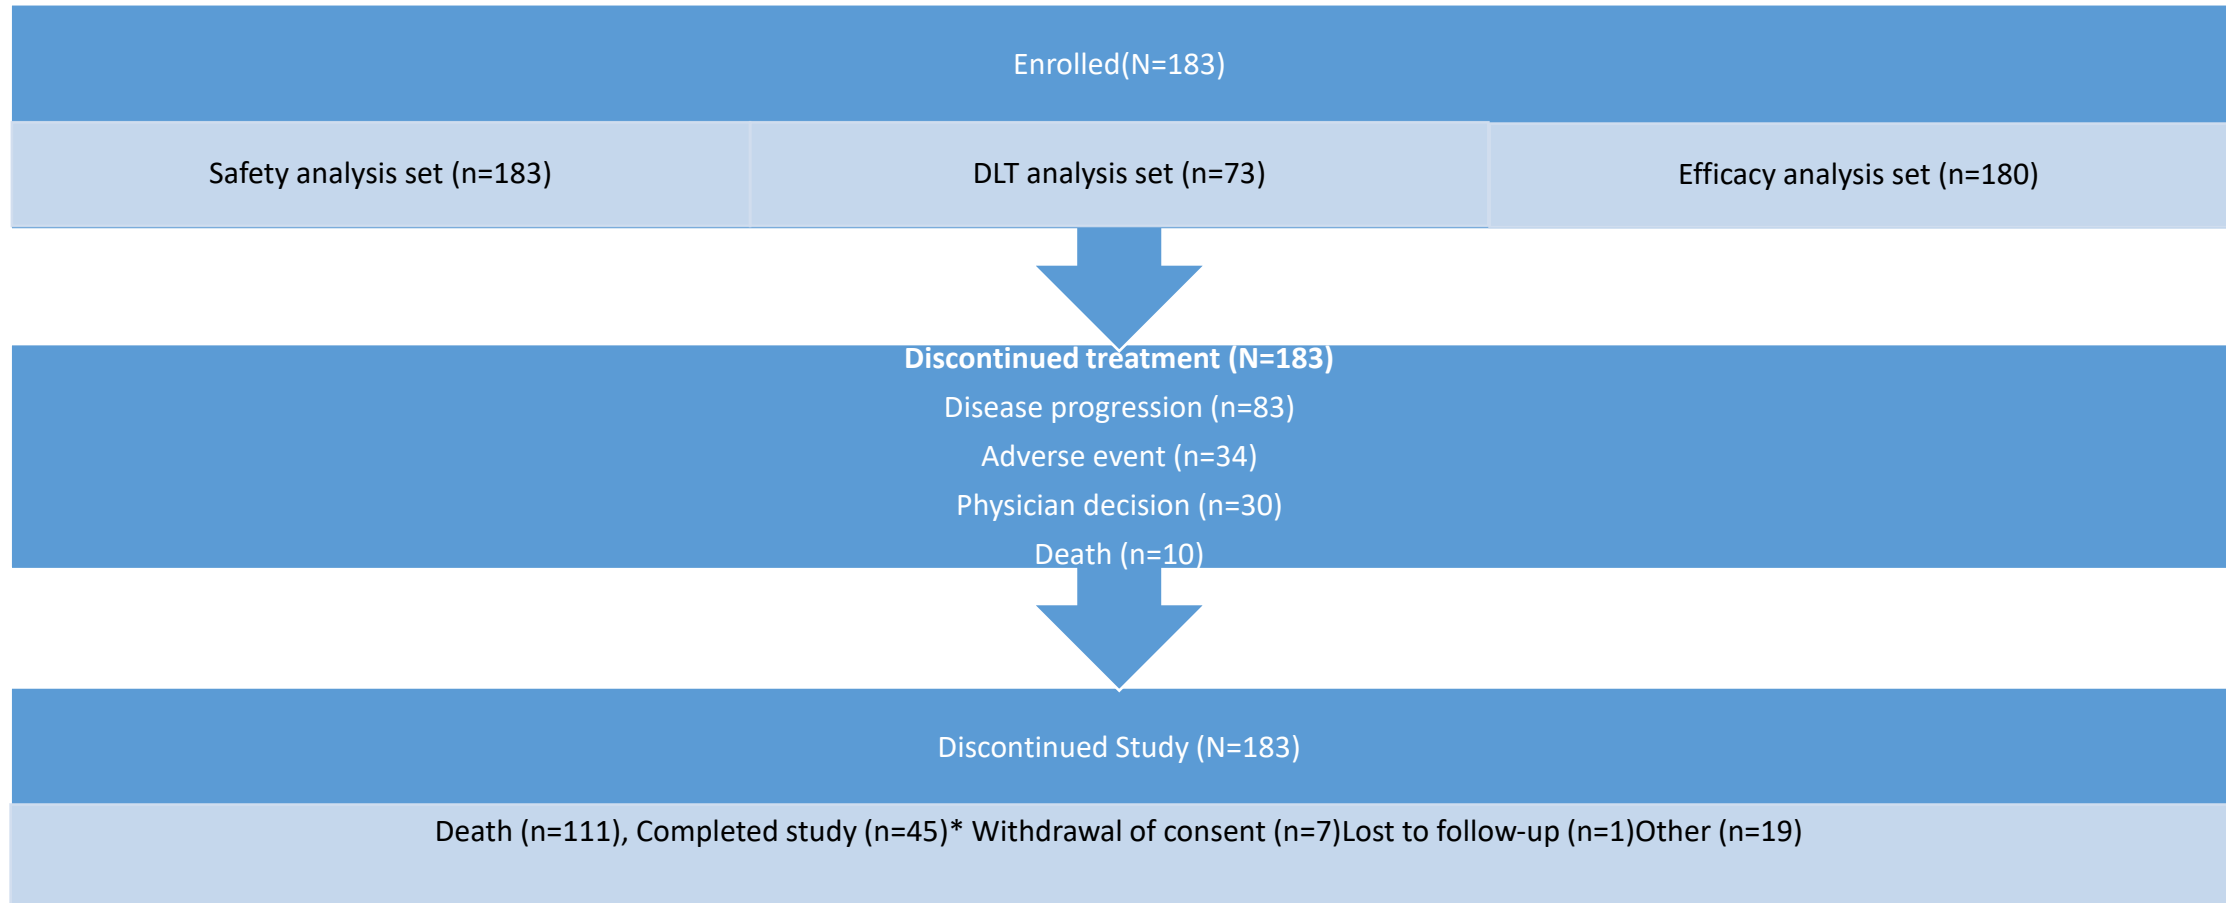 Enrolled(N=183)
Safety analysis set (n=183)
DLT analysis set (n=73)
Efficacy analysis set (n=180)
Discontinued treatment (N=183)
Disease progression (n=83)
Adverse event (n=34)
Physician decision (n=30)
Death (n=10)
Discontinued Study (N=183)
Death (n=111), Completed study (n=45)* Withdrawal of consent (n=7)Lost to follow-up (n=1)Other (n=19)